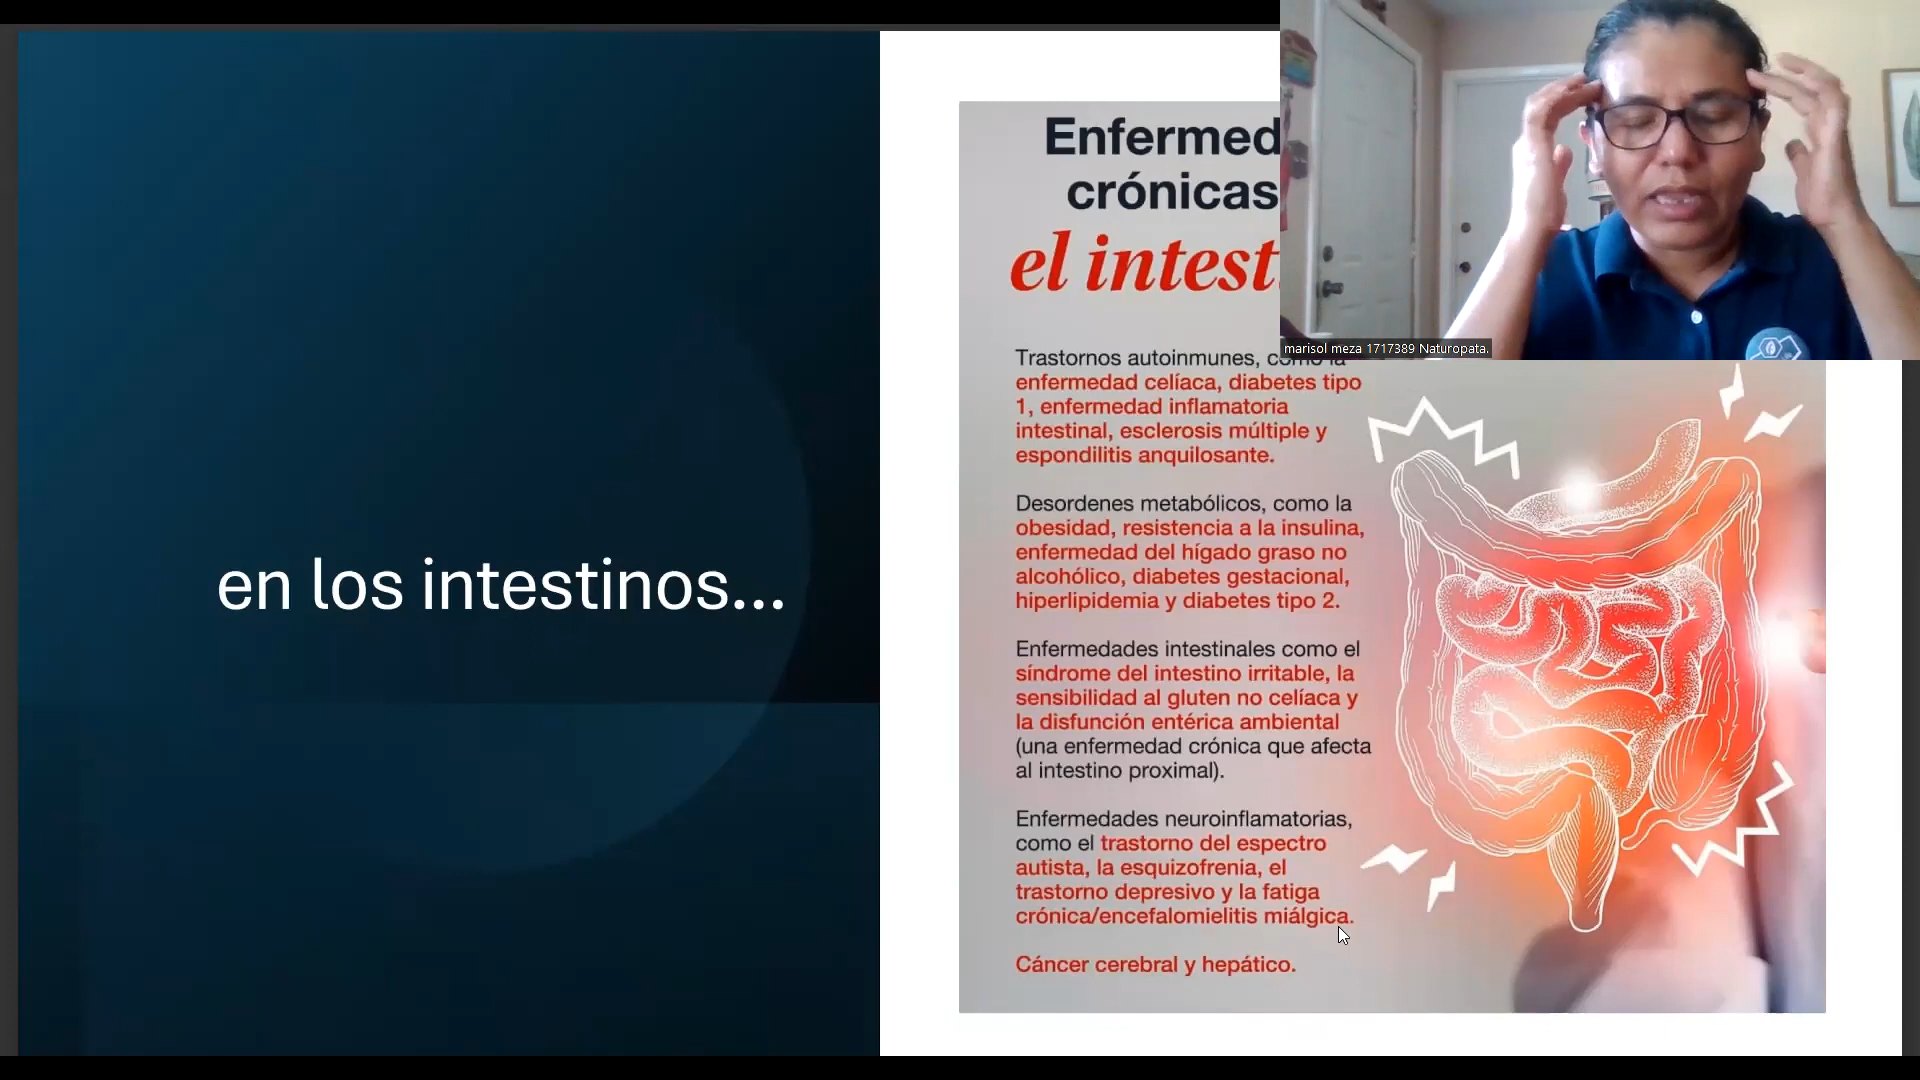 en los intestinos...
Enfermed
crónicas
el intest
marisol meza 1717389 Naturopata.
Trastornos autoinmunes, como la
enfermedad celíaca, diabetes tipo
1, enfermedad inflamatoria
intestinal, esclerosis múltiple y
espondilitis anquilosante.
Desordenes metabólicos, como la
obesidad, resistencia a la insulina,
enfermedad del hígado graso no
alcohólico, diabetes gestacional,
hiperlipidemia y diabetes tipo 2.
Enfermedades intestinales como el
síndrome del intestino irritable, la
sensibilidad al gluten no celíaca y
la disfunción entérica ambiental
(una enfermedad crónica que afecta
al intestino proximal).
Enfermedades neuroinflamatorias,
como el trastorno del espectro
autista, la esquizofrenia, el
trastorno depresivo y la fatiga
crónica/encefalomielitis miálgica.
Cáncer cerebral y hepático.